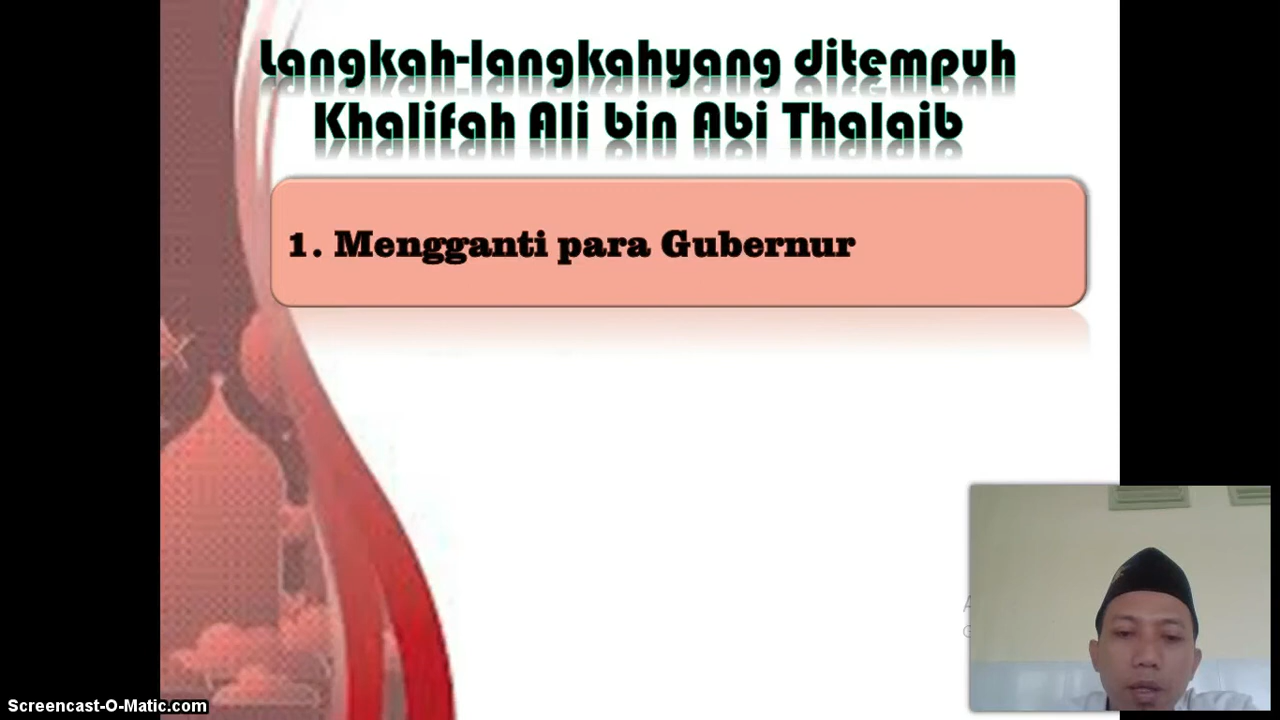 Langkah-langkahyang ditempuh
Khalifah Ali bin Abi Thalaib
1. Mengganti para Gubernur
Screencast-O-Matic.com